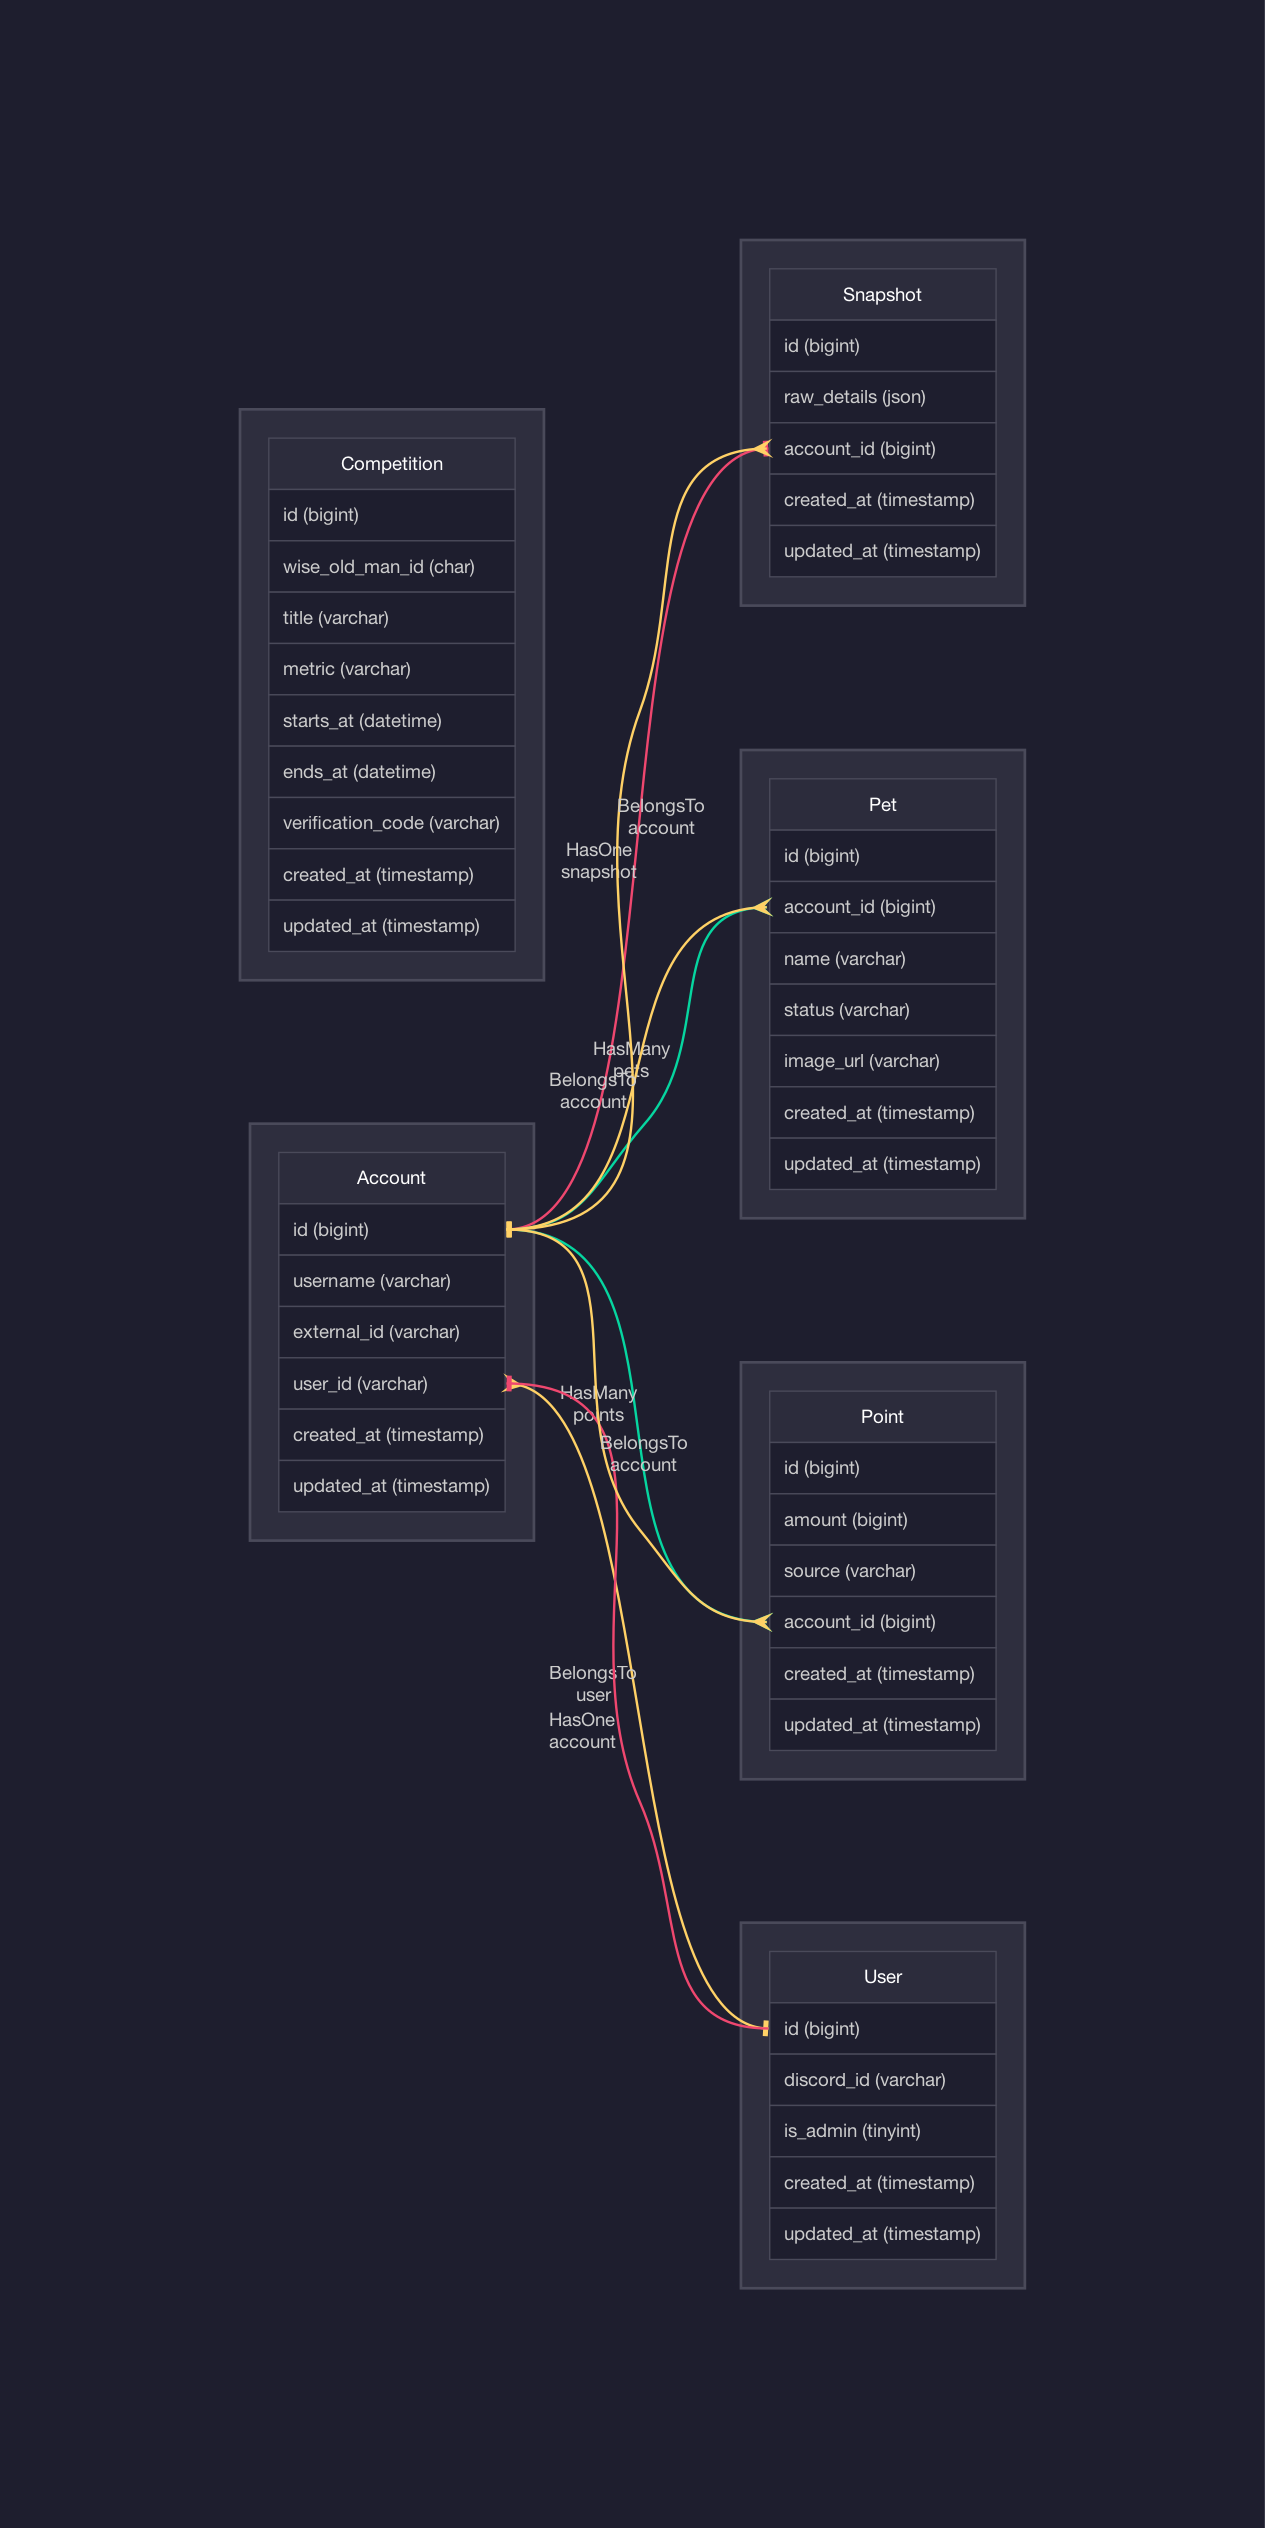 Snapshot
id (bigint)
raw_details (json)
account_id (bigint)
created_at (timestamp)
updated_at (timestamp)
Competition
id (bigint)
wise_old_man_id (char)
title (varchar)
metric (varchar)
starts_at (datetime)
ends_at (datetime)
verification_code (varchar)
created_at (timestamp)
updated_at (timestamp)
BelongsTo
account
HasOne
snapshot
Pet
id (bigint)
account_id (bigint)
name (varchar)
status (varchar)
image_url (varchar)
created_at (timestamp)
updated_at (timestamp)
HasMany
pets
BelongsTo
account
Account
id (bigint)
username (varchar)
external_id (varchar)
user_id (varchar)
created_at (timestamp)
updated_at (timestamp)
HasMany
points
BelongsTo
account
Point
id (bigint)
amount (bigint)
source (varchar)
account_id (bigint)
created_at (timestamp)
updated_at (timestamp)
BelongsTo
user
HasOne
account
User
id (bigint)
discord_id (varchar)
is_admin (tinyint)
created_at (timestamp)
updated_at (timestamp)